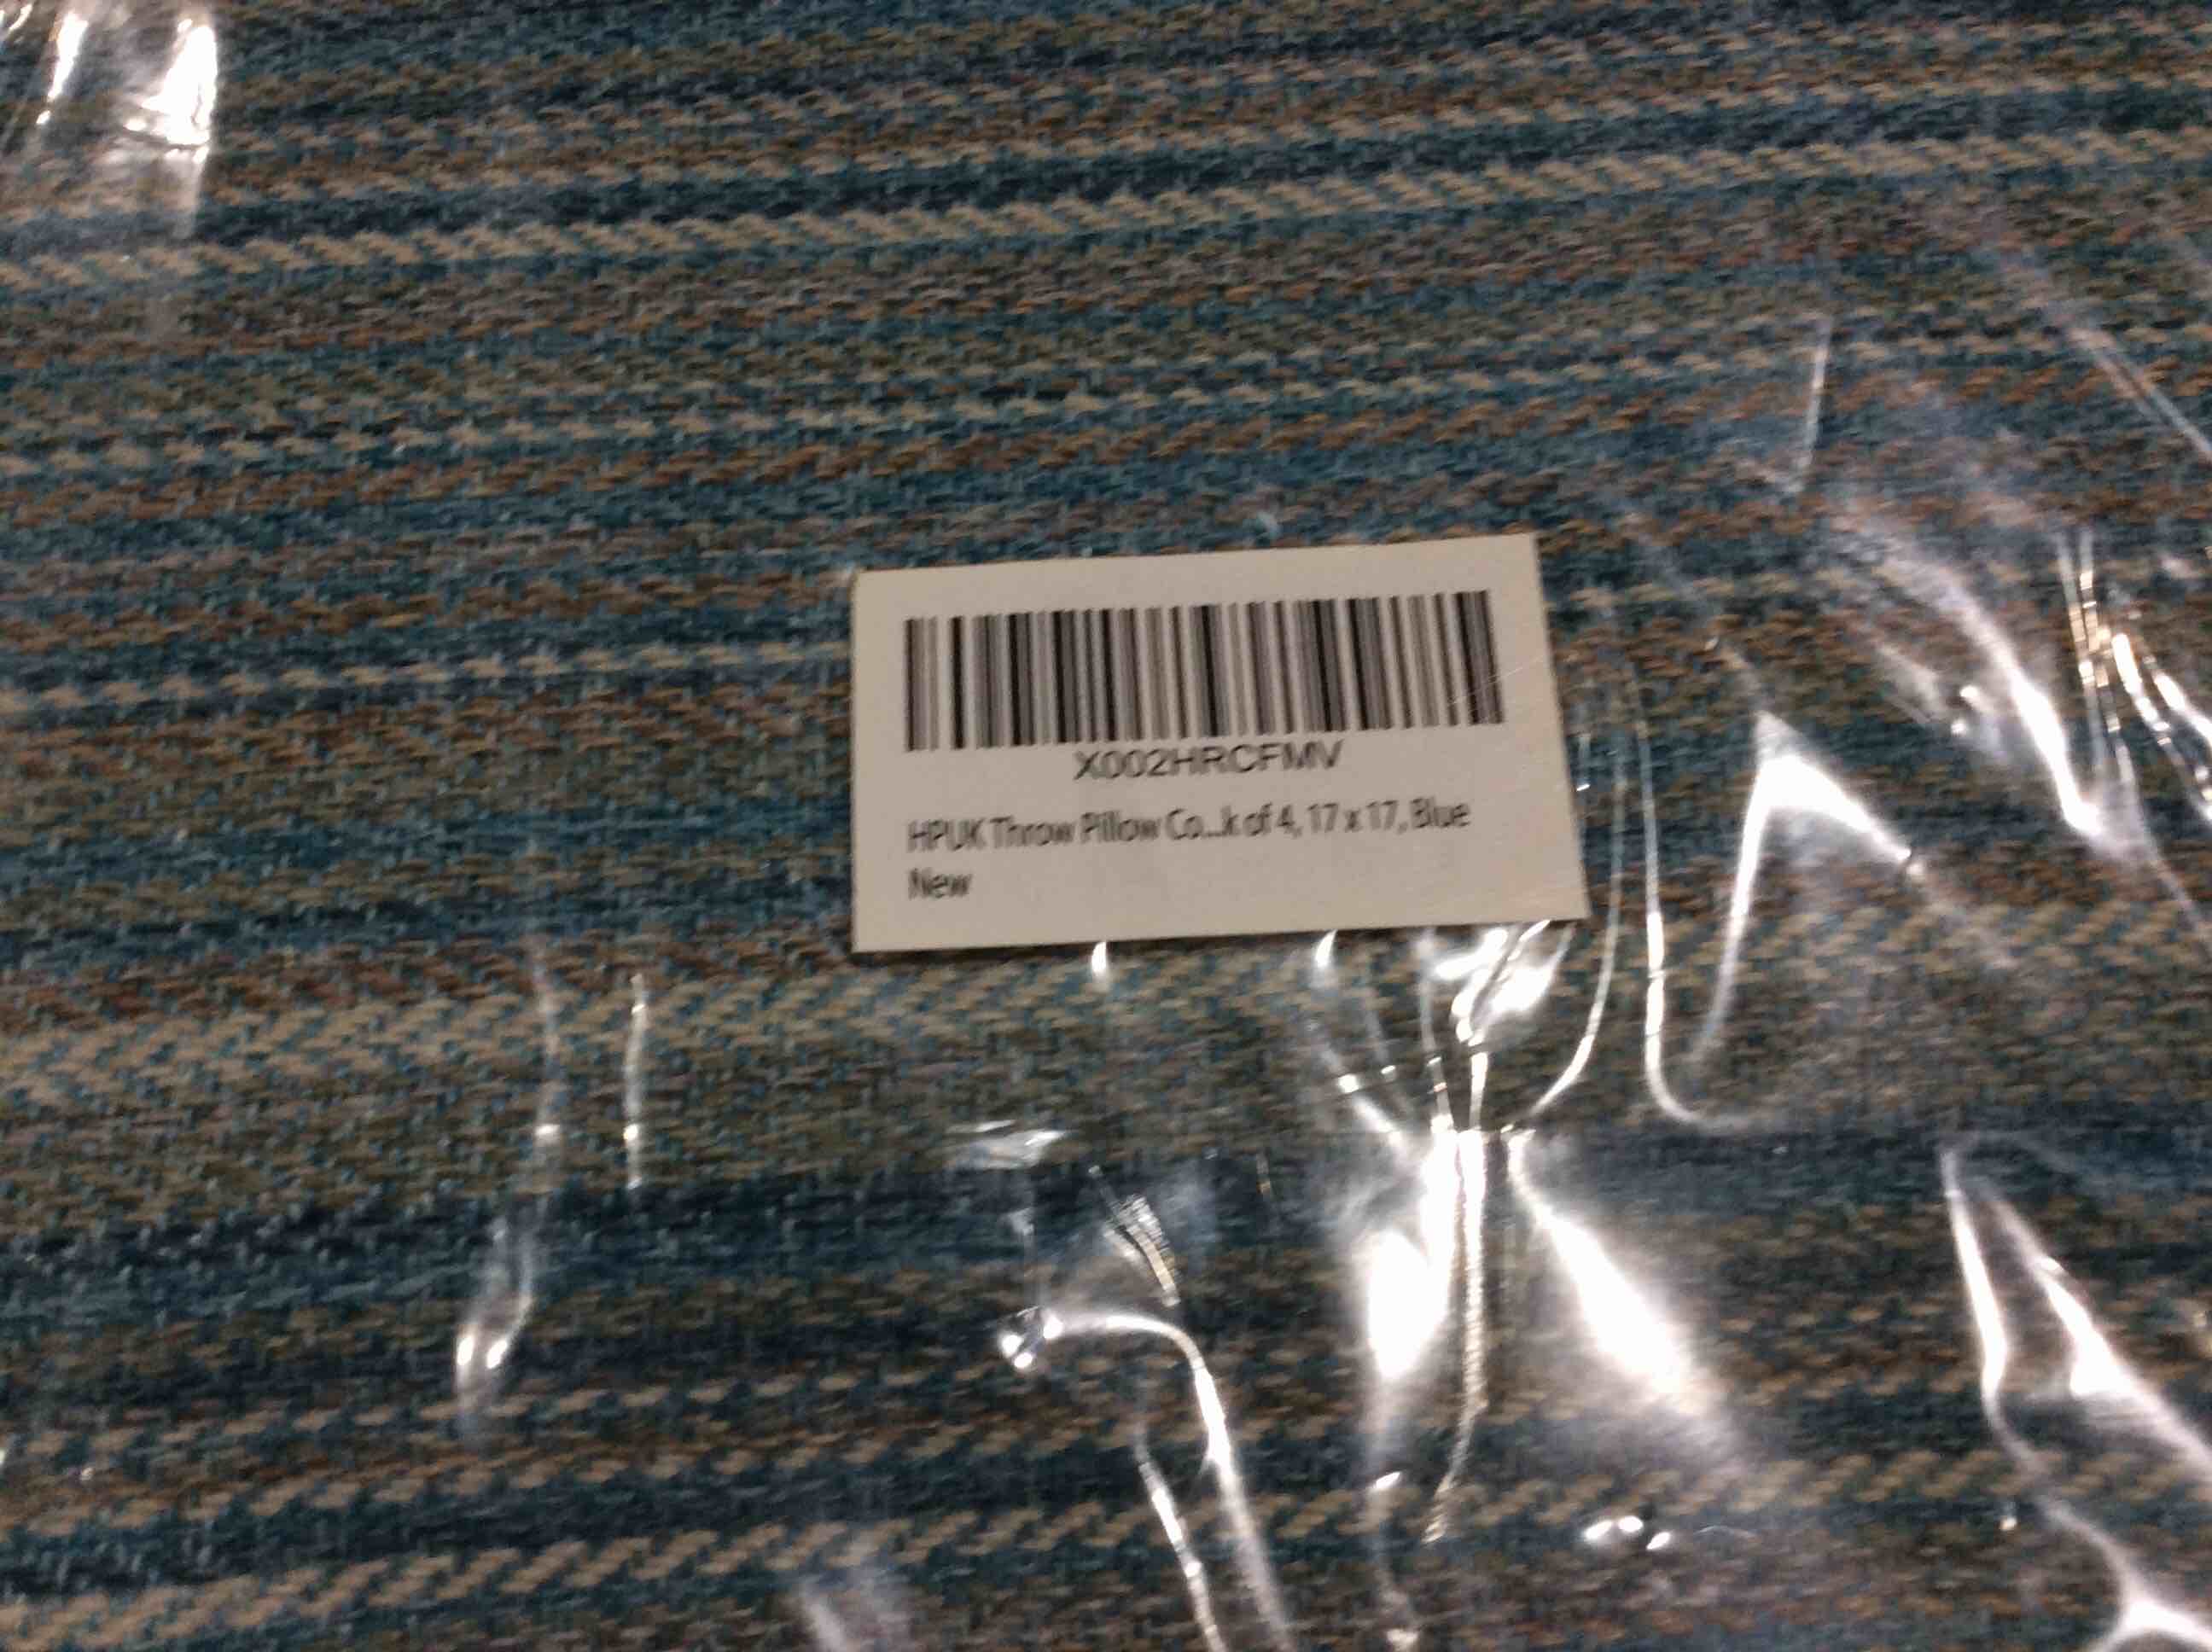 X002HRCFMV
HPUK Throw Pillow Co...k of 4, 17 x 17, Blue
New